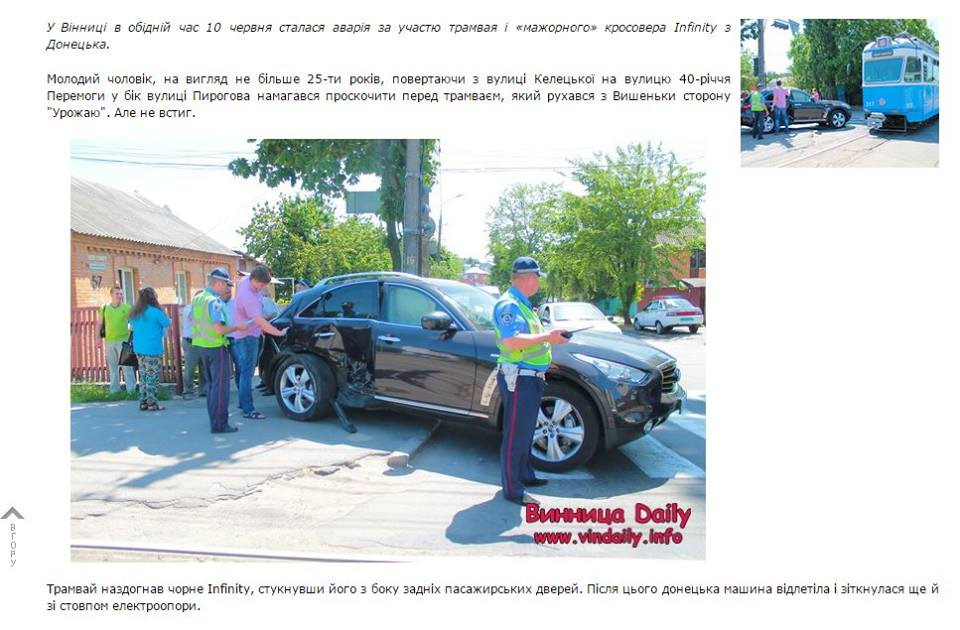 У Вінниці в обідній час 10 червня сталася аварія за участю трамвая і «мажорного» кросовера Infinity з
Донецька.
Молодий чоловік, на вигляд не більше 25-ти років, повертаючи з вулиці Келецької на вулицю 40-річчя
Перемоги у бік вулиці Пирогова намагався проскочити перед трамваєм, який рухався з Вишеньки сторону
"Урожаю". Але не встиг.
57
Винница Daily
www.vindaily.info
ВГОРУ
Трамвай наздогнав чорне Infinity, стукнувши його з боку задніх пасажирських дверей. Після цього донецька машина відлетіла і зіткнулася ще й
зі стовпом електроопори.